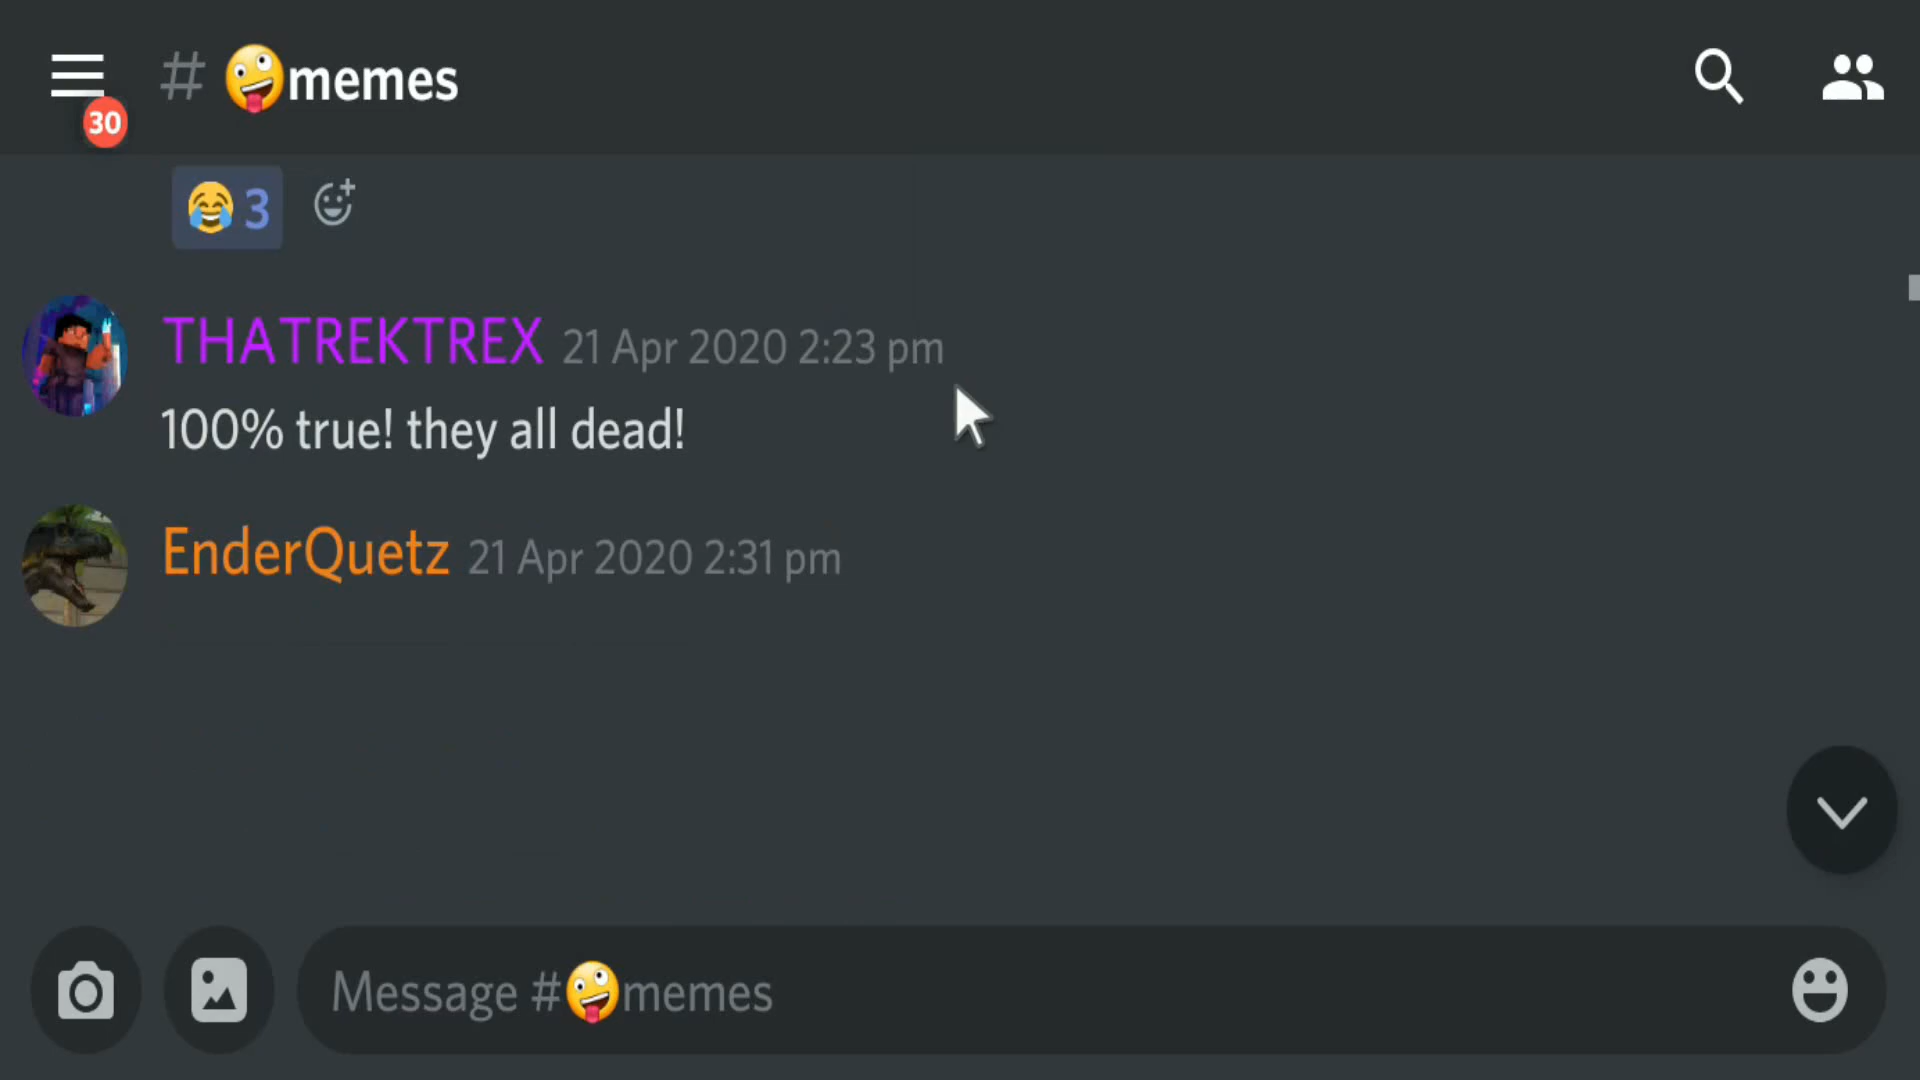 # 🤪memes
30
😂 3
THATREKTREX 21 Apr 2020 2:23 pm
100% true! they all dead!
EnderQuetz 21 Apr 2020 2:31 pm
Message #🤪memes